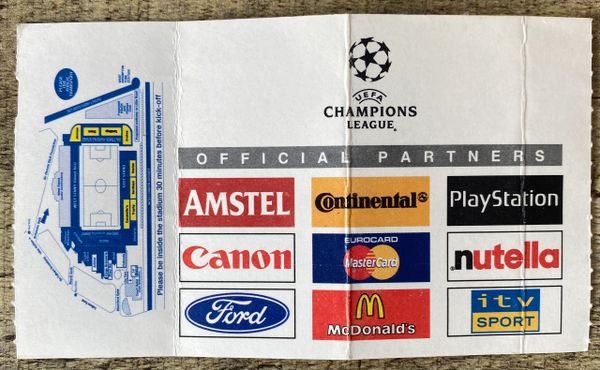 UEFA
CHAMPIONS
LEAGUE
OFFICIAL PARTNERS
AMSTEL
Continental
PlayStation
Canon
EUROCARD
MasterCard
nutella
Ford
McDonald's
itv
SPORT
Please be inside the stadium 30 minutes before kick-off